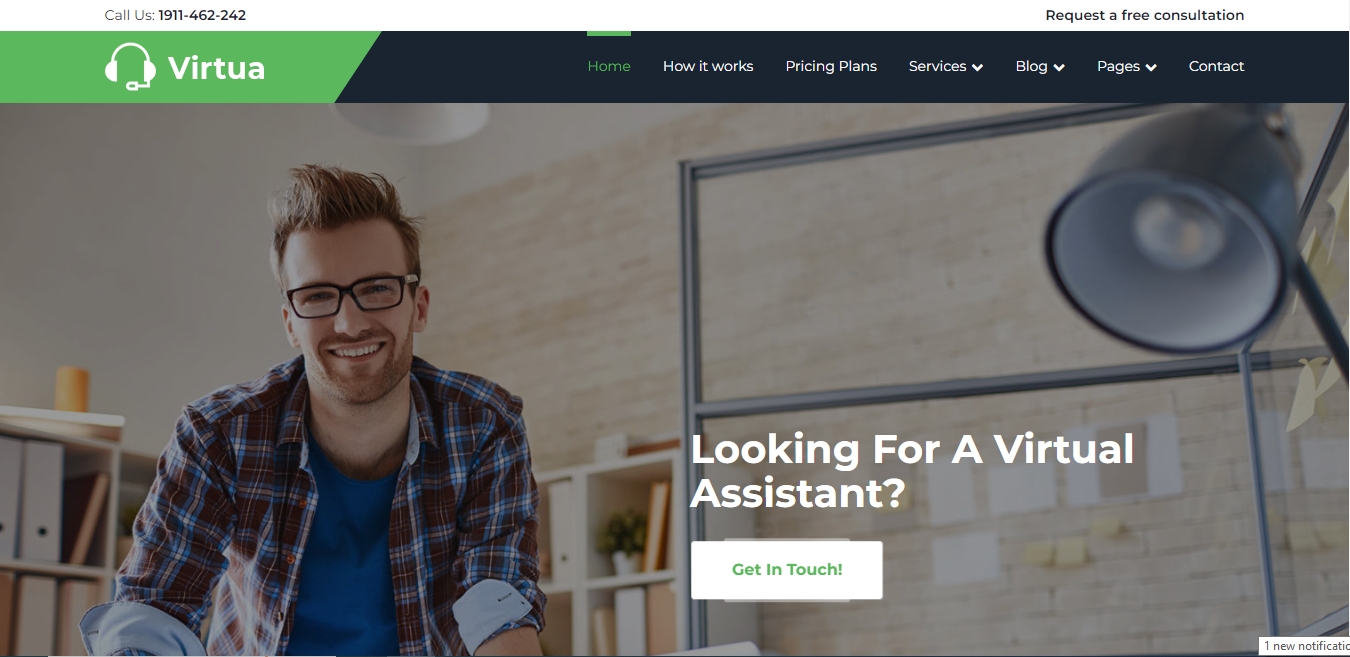 Call Us: 1911-462-242
Request a free consultation
Virtua
Home
How it works
Pricing Plans
Services
Blog
Pages
Contact
Looking For A Virtual
Assistant?
Get In Touch!
1 new notificatio